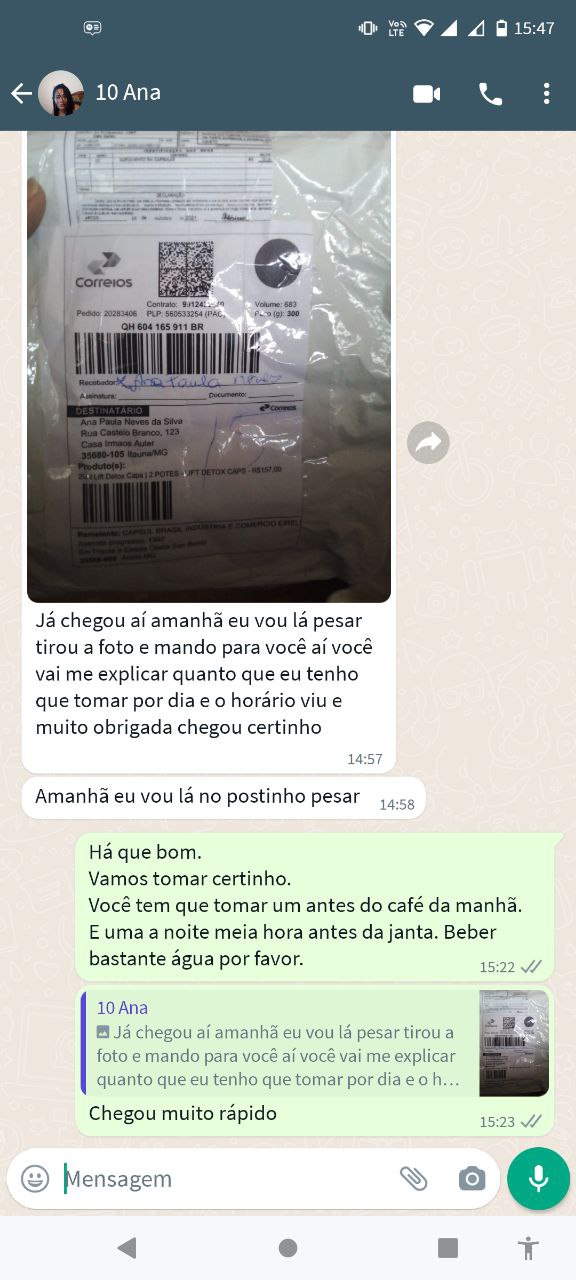 Vo))
LTE
15:47
10 Ana
DECLARAÇÃO
Correios
Contrato:
Volume: 683
Pedido: 20283406 PLP: 560533254 (PAC)
(g): 300
QH 604 165 911 BR
Recebedor: Ana Paula
Assinatura: Documento:
DESTINATÁRIO
Correios
Ana Paula Neves da Silva
Rua Castelo Branco, 123
Casa Irmaos Auler
35680-105 Itauna/MG
Produto(s):
Lift Detox Caps | 2 POTES - LIFT DETOX CAPS - R$157,00
Remetente: CAPSUL BRASIL INDUSTRIA E COMERCIO EIREL
Já chegou aí amanhã eu vou lá pesar
tirou a foto e mando para você aí você
vai me explicar quanto que eu tenho
que tomar por dia e o horário viu e
muito obrigada chegou certinho
14:57
Amanhã eu vou lá no postinho pesar
14:58
Há que bom.
Vamos tomar certinho.
Você tem que tomar um antes do café da manhã.
E uma a noite meia hora antes da janta. Beber
bastante água por favor.
15:22
10 Ana
Já chegou aí amanhã eu vou lá pesar tirou a
foto e mando para você aí você vai me explicar
quanto que eu tenho que tomar por dia e o h…
Chegou muito rápido
15:23
Mensagem